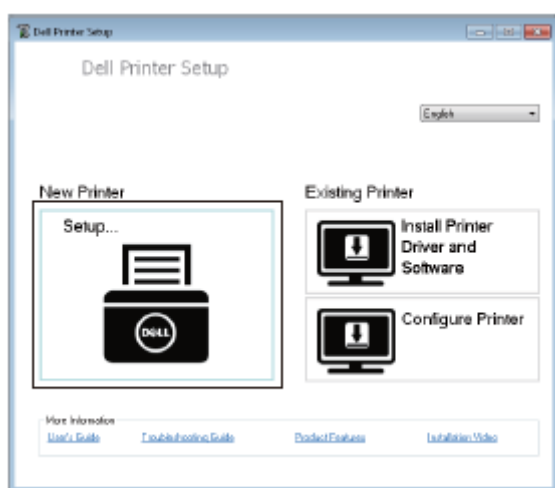 Dell Printer Setup
Dell Printer Setup
English
New Printer
Setup...
DELL
Existing Printer
Install Printer
Driver and
Software
Configure Printer
More Information
User's Guide
Troubleshooting Guide
Product Features
Installation Video